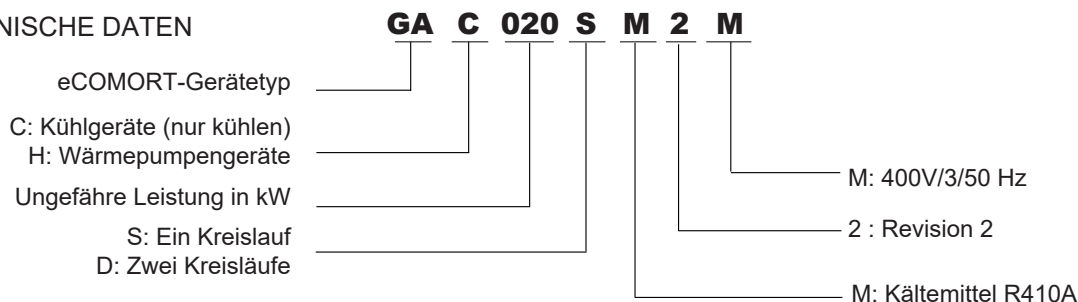 NISCHE DATEN
GA C 020 S M 2 M
eCOMORT-Gerätetyp
C: Kühlgeräte (nur kühlen)
H: Wärmepumpengeräte
Ungefähre Leistung in kW
S: Ein Kreislauf
D: Zwei Kreisläufe
M: 400V/3/50 Hz
2 : Revision 2
M: Kältemittel R410A